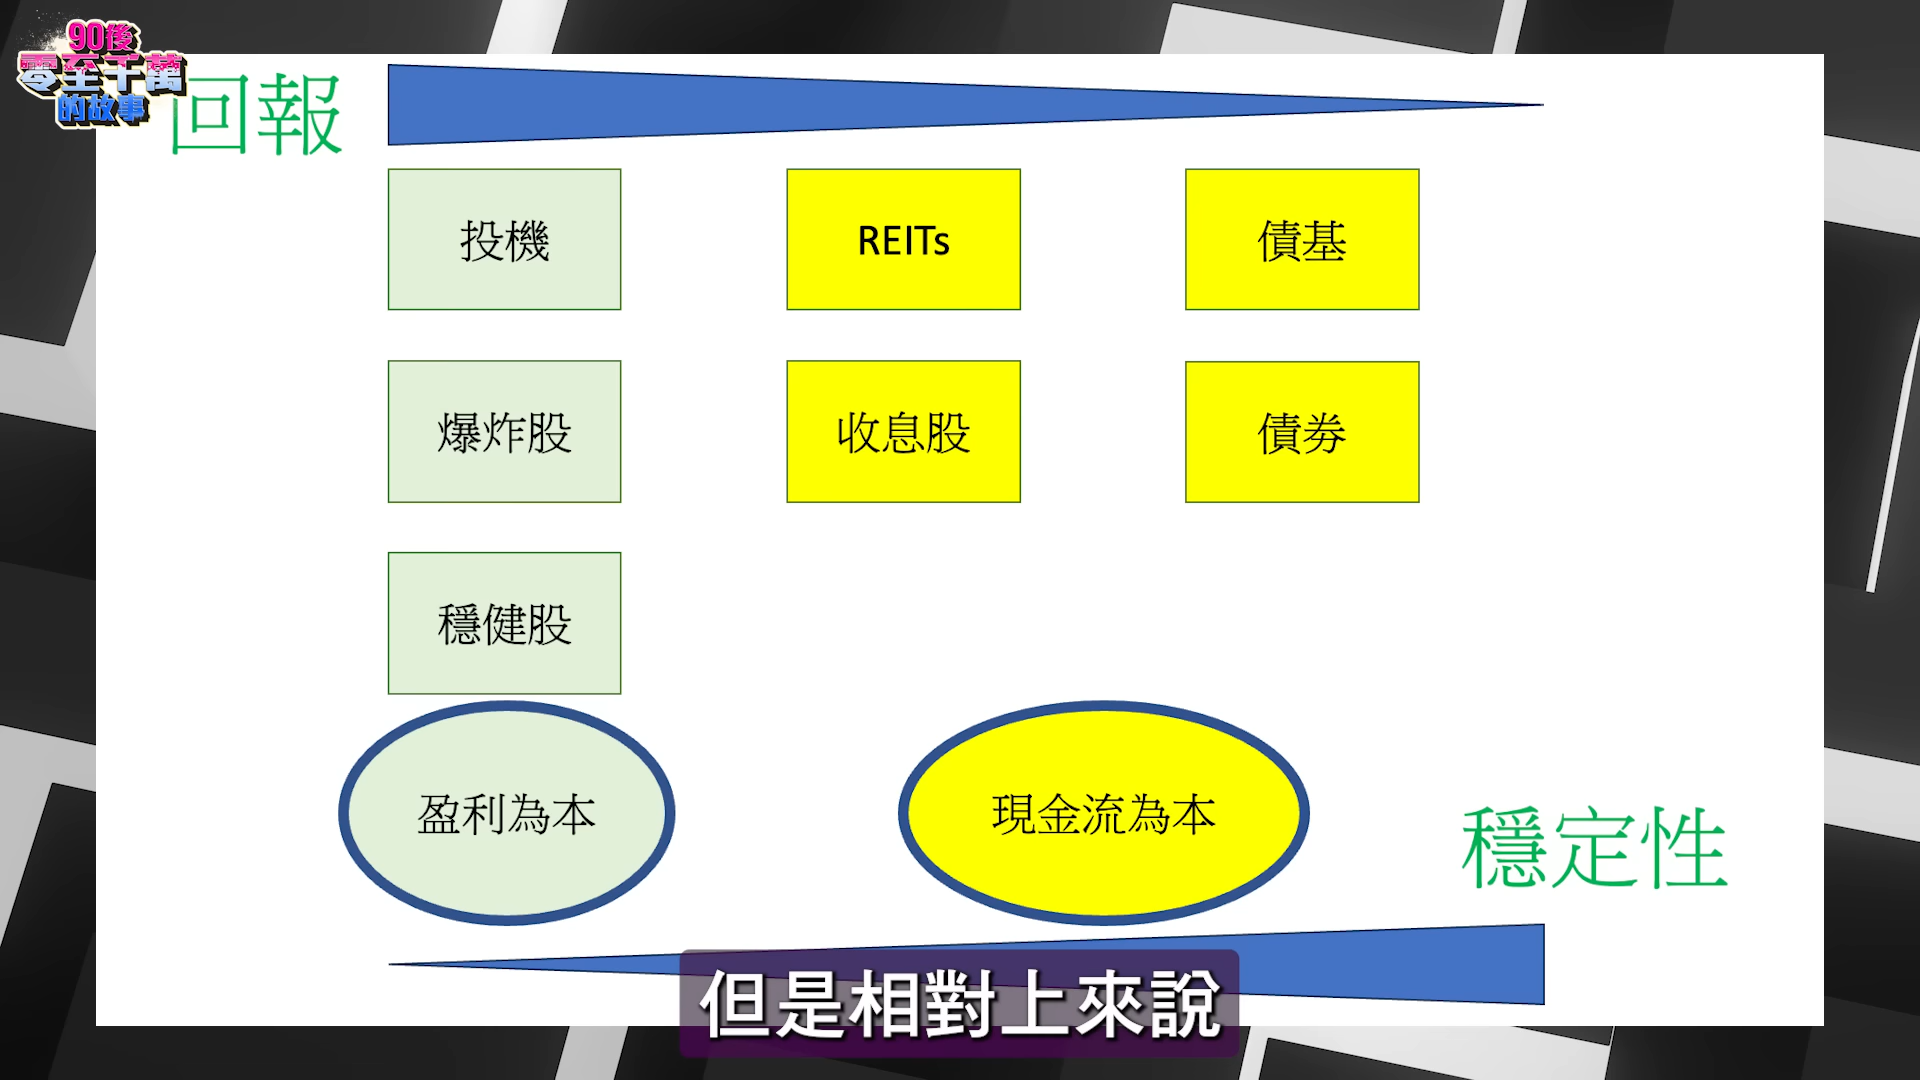 90後
零至千萬
的故事
回報
投機
REITs
債基
爆炸股
收息股
債券
穩健股
盈利為本
現金流為本
穩定性
但是相對上來說